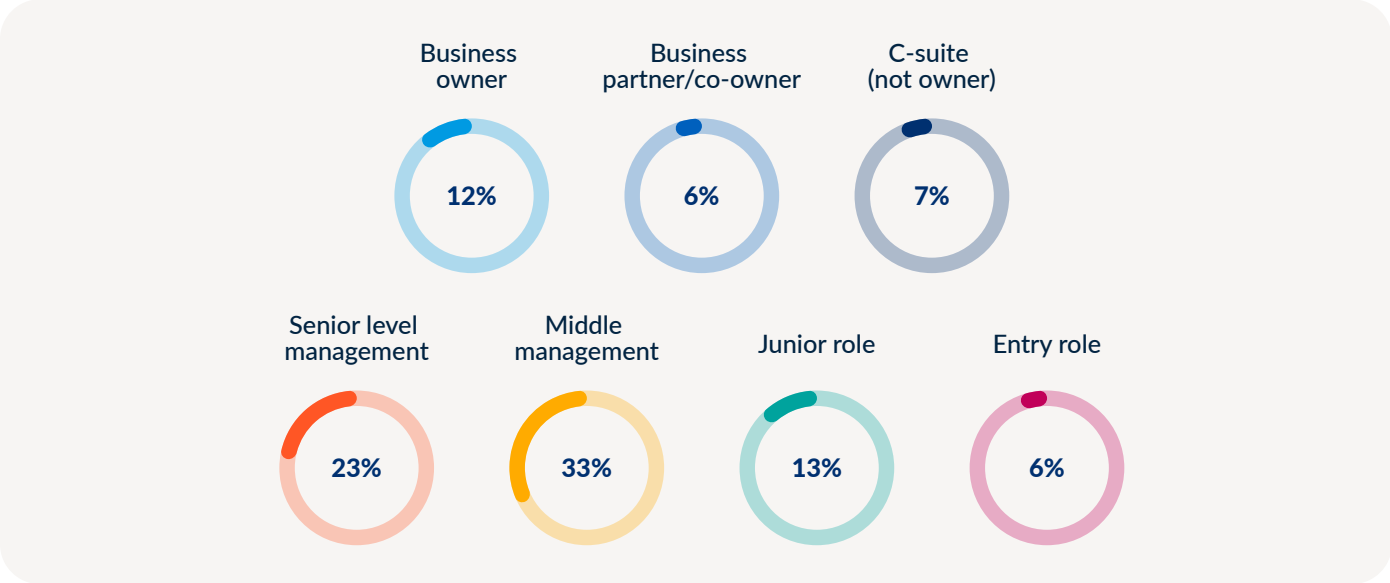 Business
owner
Business
partner/co-owner
C-suite
(not owner)
12%
6%
7%
Senior level
management
Middle
management
Junior role
Entry role
23%
33%
13%
6%